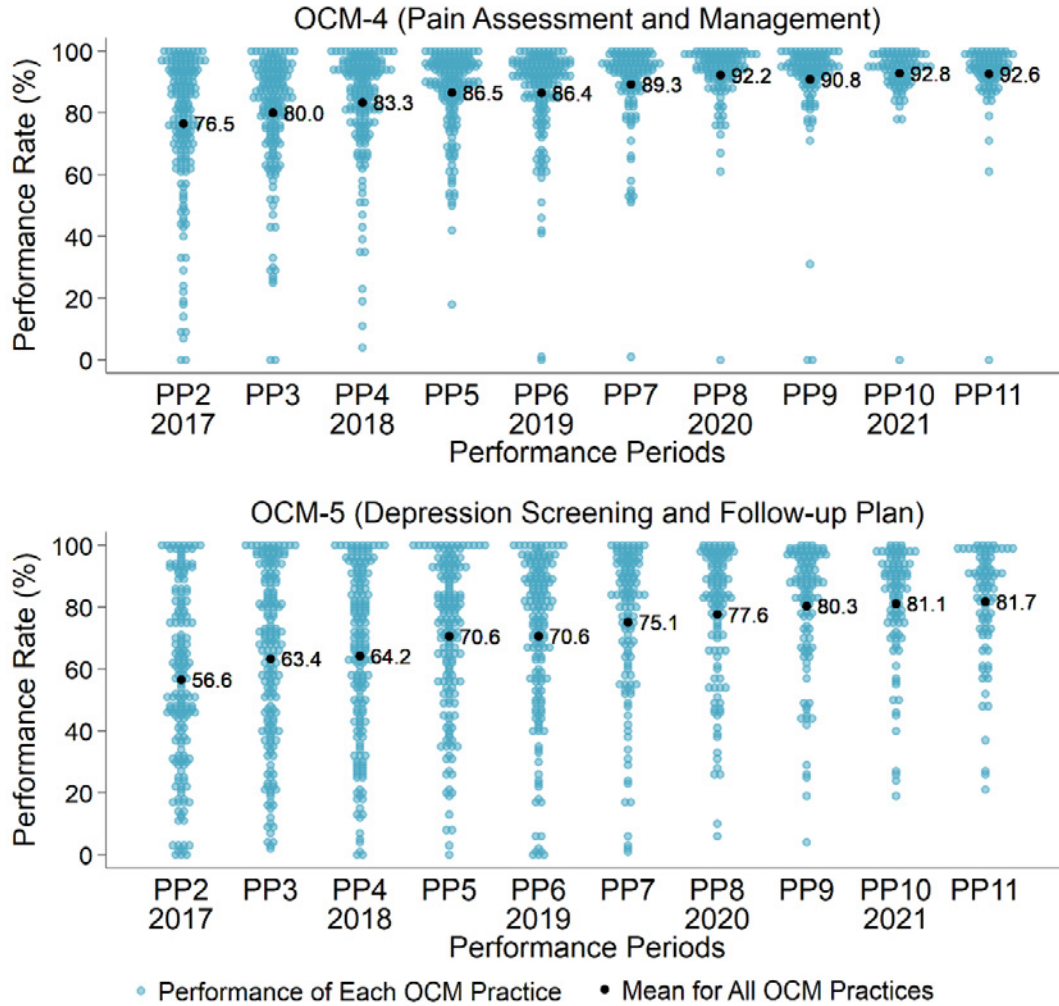 OCM-4 (Pain Assessment and Management)
Performance Rate (%)
100
80
60
40
20
0
76.5
80.0
83.3
86.5
86.4
89.3
92.2
90.8
92.8
92.6
PP2 PP3 PP4 PP5 PP6 PP7 PP8 PP9 PP10 PP11
2017 2018 2019 2020 2021
Performance Periods
OCM-5 (Depression Screening and Follow-up Plan)
Performance Rate (%)
100
80
60
40
20
0
56.6
63.4
64.2
70.6
70.6
75.1
77.6
80.3
81.1
81.7
PP2 PP3 PP4 PP5 PP6 PP7 PP8 PP9 PP10 PP11
2017 2018 2019 2020 2021
Performance Periods
Performance of Each OCM Practice Mean for All OCM Practices